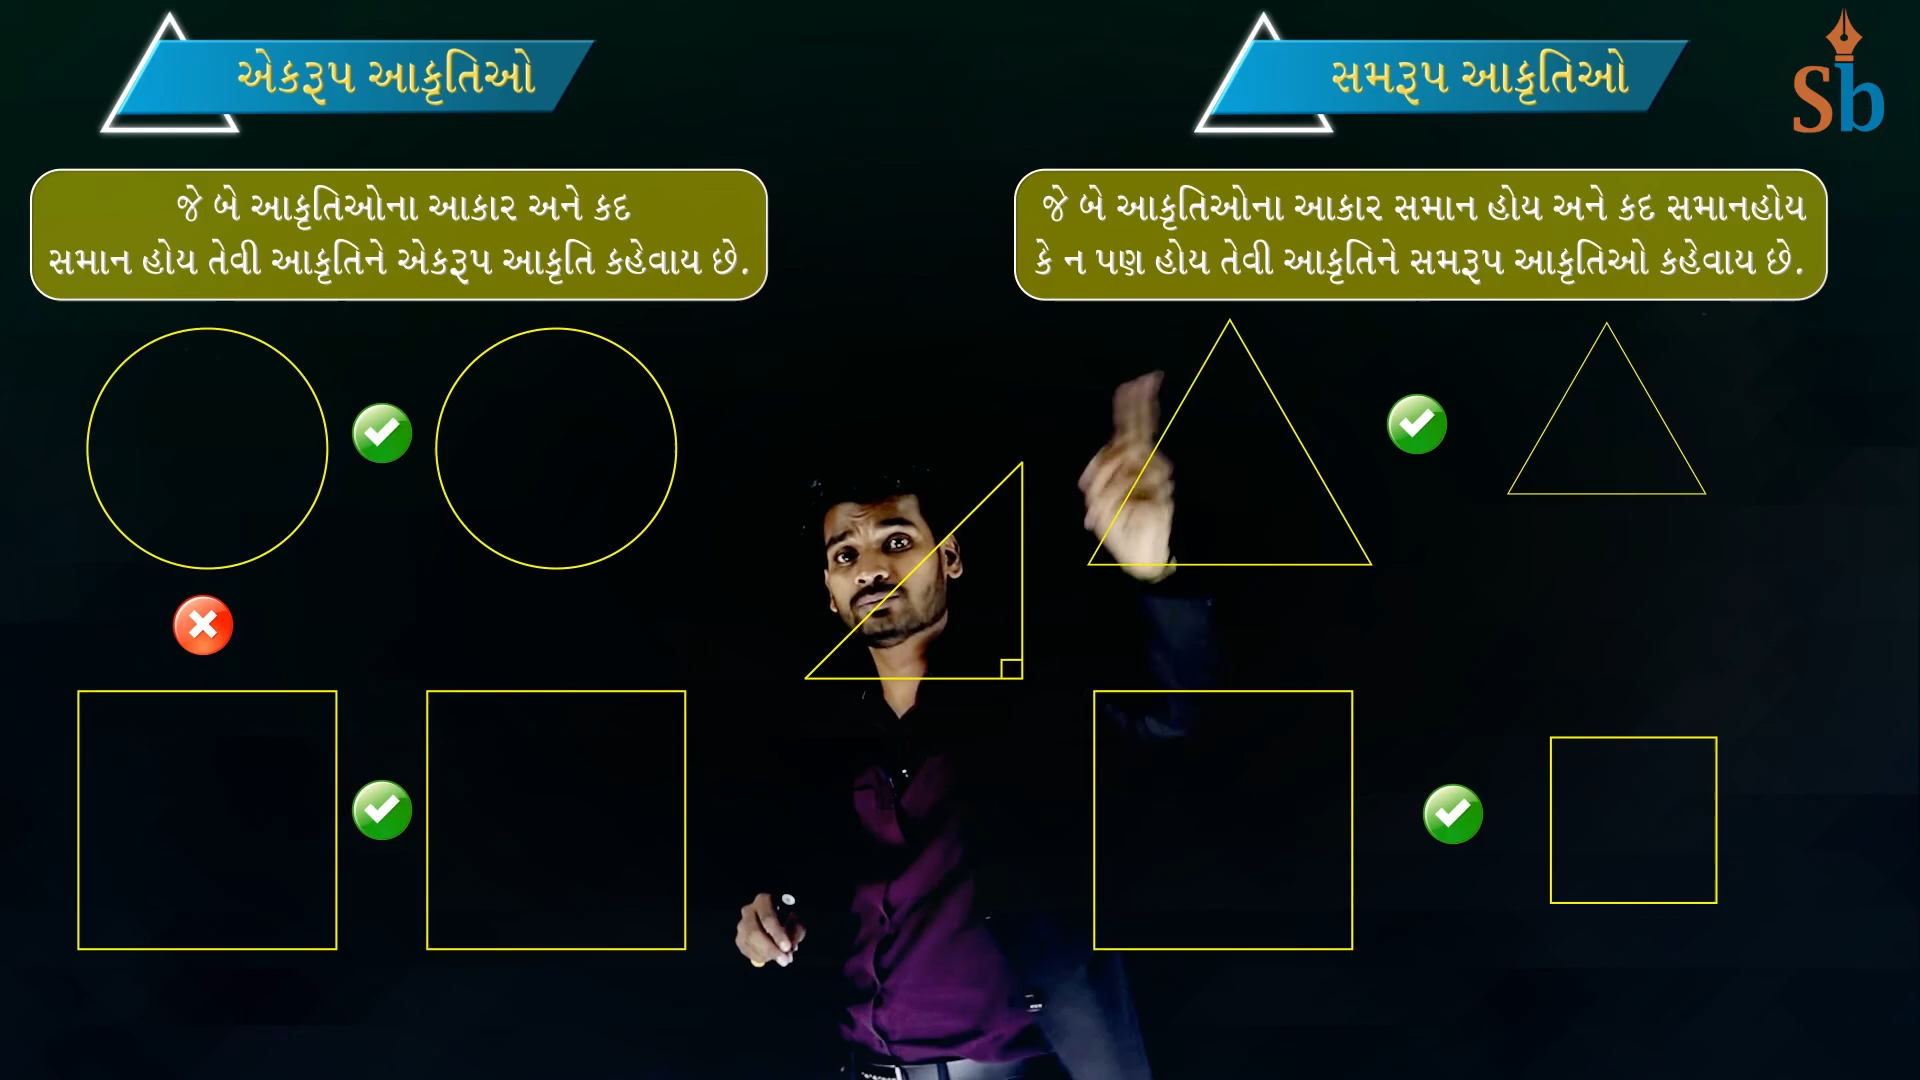 એકરૂપ આકૃતિઓ
સમરૂપ આકૃતિઓ
Sb
જે બે આકૃતિઓના આકાર અને કદ
સમાન હોય તેવી આકૃતિને એકરૂપ આકૃતિ કહેવાય છે.
જે બે આકૃતિઓના આકાર સમાન હોય અને કદ સમાનહોય
કે ન પણ હોય તેવી આકૃતિને સમરૂપ આકૃતિઓ કહેવાય છે.